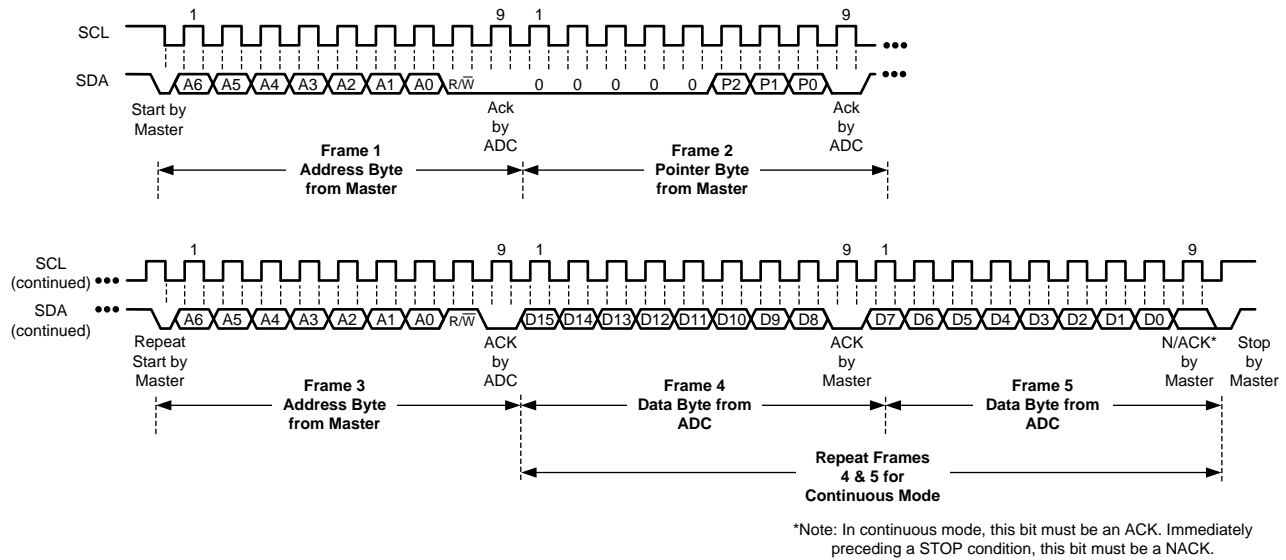 1 9 1 9
SCL
•••
SDA A6 A5 A4 A3 A2 A1 A0 R/W̅ 0 0 0 0 0 P2 P1 P0
•••
Start by
Master
Ack
by
ADC
Ack
by
ADC
Frame 1
Address Byte
from Master
Frame 2
Pointer Byte
from Master
1 9 1 9 1 9
SCL
(continued) •••
SDA
(continued) ••• A6 A5 A4 A3 A2 A1 A0 R/W̅ D15 D14 D13 D12 D11 D10 D9 D8 D7 D6 D5 D4 D3 D2 D1 D0
Repeat
Start by
Master
ACK
by
ADC
ACK
by
Master
N/ACK*
by
Master
Stop
by
Master
Frame 3
Address Byte
from Master
Frame 4
Data Byte from
ADC
Frame 5
Data Byte from
ADC
Repeat Frames
4 & 5 for
Continuous Mode
*Note: In continuous mode, this bit must be an ACK. Immediately
preceding a STOP condition, this bit must be a NACK.